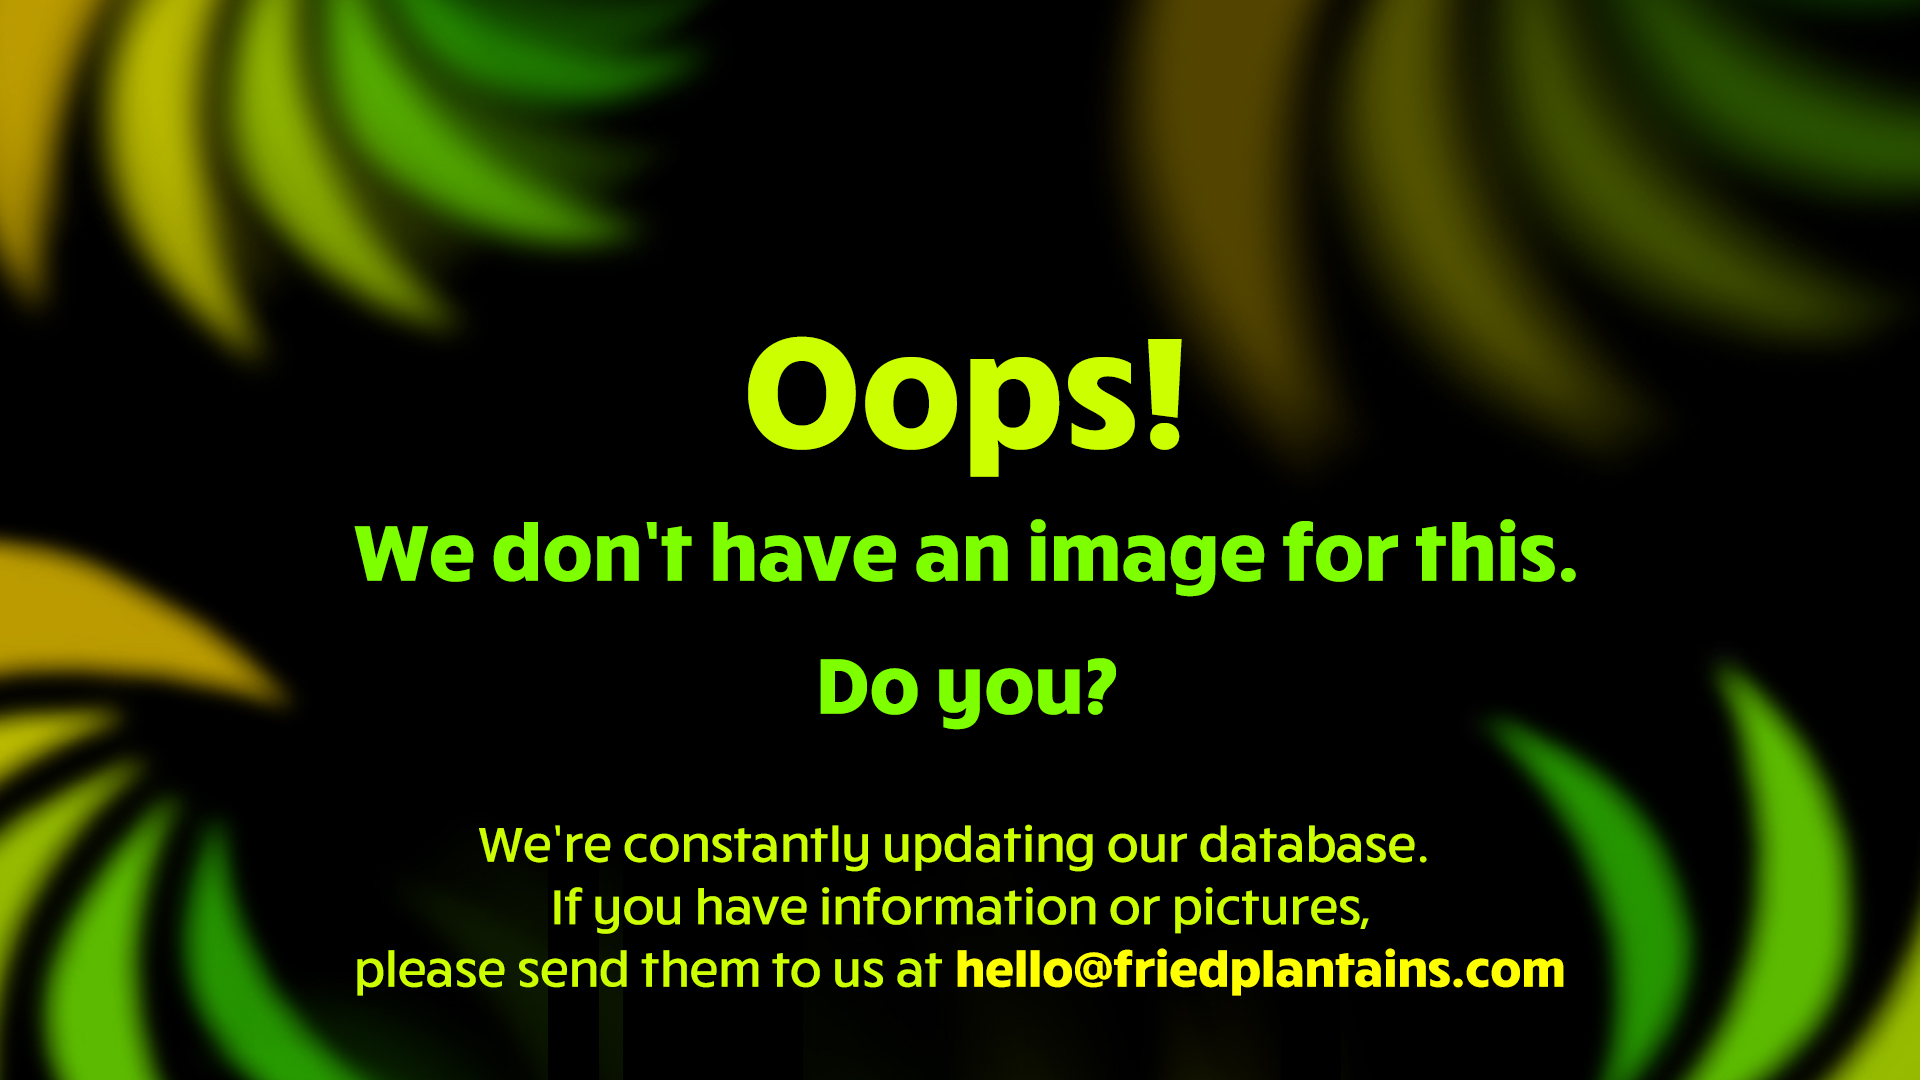 Oops!
We don't have an image for this.
Do you?
We're constantly updating our database.
If you have information or pictures,
please send them to us at hello@friedplantains.com